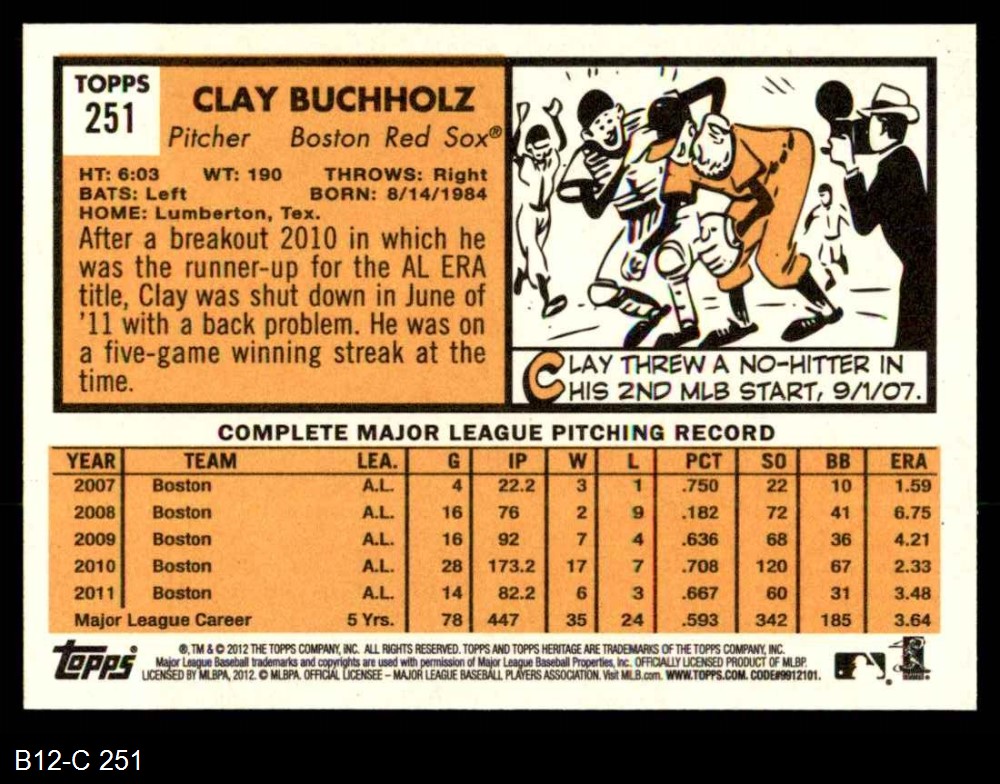 TOPPS
251
CLAY BUCHHOLZ
Pitcher Boston Red Sox®
HT: 6:03 WT: 190 THROWS: Right
BATS: Left BORN: 8/14/1984
HOME: Lumberton, Tex.
After a breakout 2010 in which he
was the runner-up for the AL ERA
title, Clay was shut down in June of
'11 with a back problem. He was on
a five-game winning streak at the
time.
CLAY THREW A NO-HITTER IN
HIS 2ND MLB START, 9/1/07.
COMPLETE MAJOR LEAGUE PITCHING RECORD
YEAR TEAM LEA. G IP W L PCT SO BB ERA
2007 Boston A.L. 4 22.2 3 1 .750 22 10 1.59
2008 Boston A.L. 16 76 2 9 .182 72 41 6.75
2009 Boston A.L. 16 92 7 4 .636 68 36 4.21
2010 Boston A.L. 28 173.2 17 7 .708 120 67 2.33
2011 Boston A.L. 14 82.2 6 3 .667 60 31 3.48
Major League Career 5 Yrs. 78 447 35 24 .593 342 185 3.64
topps
®, TM & © 2012 THE TOPPS COMPANY, INC. ALL RIGHTS RESERVED. TOPPS AND TOPPS HERITAGE ARE TRADEMARKS OF THE TOPPS COMPANY, INC.
Major League Baseball trademarks and copyrights are used with permission of Major League Baseball Properties, Inc. OFFICIALLY LICENSED PRODUCT OF MLBP.
LICENSED BY MLBPA, 2012. © MLBPA. OFFICIAL LICENSEE – MAJOR LEAGUE BASEBALL PLAYERS ASSOCIATION. Visit MLB.com. WWW.TOPPS.COM. CODE#9912101.
B12-C 251